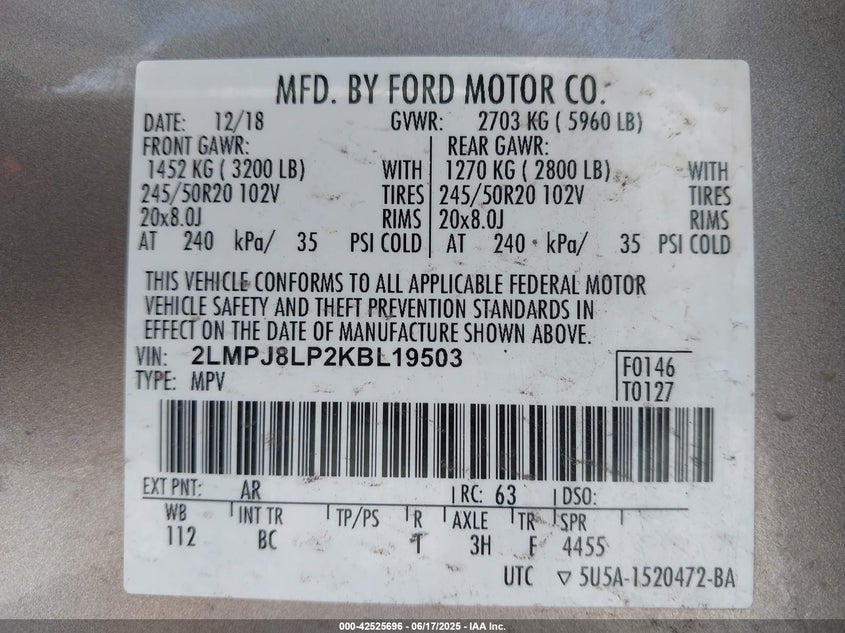 MFD. BY FORD MOTOR CO.
DATE: 12/18 GVWR: 2703 KG ( 5960 LB)
FRONT GAWR: REAR GAWR:
1452 KG ( 3200 LB) WITH 1270 KG ( 2800 LB) WITH
245/50R20 102V TIRES 245/50R20 102V TIRES
20x8.0J RIMS 20x8.0J RIMS
AT 240 kPa/ 35 PSI COLD AT 240 kPa/ 35 PSI COLD
THIS VEHICLE CONFORMS TO ALL APPLICABLE FEDERAL MOTOR
VEHICLE SAFETY AND THEFT PREVENTION STANDARDS IN
EFFECT ON THE DATE OF MANUFACTURE SHOWN ABOVE.
VIN: 2LMPJ8LP2KBL19503
TYPE: MPV
F0146
T0127
EXT PNT: AR RC: 63 DSO:
WB INT TR TP/PS R AXLE TR SPR
112 BC T 3H F 4455
UTC ▽ 5U5A-1520472-BA
000-42525696 - 06/17/2025 - IAA, Inc.